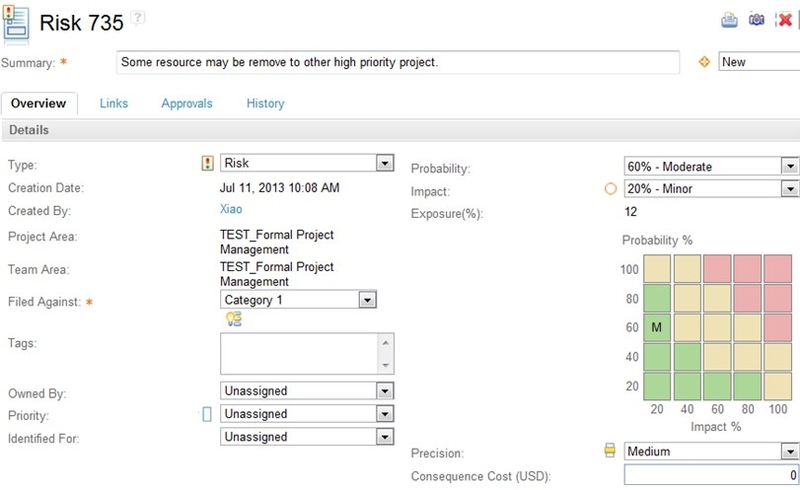 Risk 735 ?
Summary: * Some resource may be remove to other high priority project. New
Overview Links Approvals History
Details
Type: Risk
Creation Date: Jul 11, 2013 10:08 AM
Created By: Xiao
Project Area: TEST_Formal Project
Management
Team Area: TEST_Formal Project
Management
Filed Against: * Category 1
Tags:
Owned By: Unassigned
Priority: Unassigned
Identified For: Unassigned
Probability: 60% - Moderate
Impact: 20% - Minor
Exposure(%): 12
Probability %
100
80
60 M
40
20
20 40 60 80 100
Impact %
Precision: Medium
Consequence Cost (USD): 0